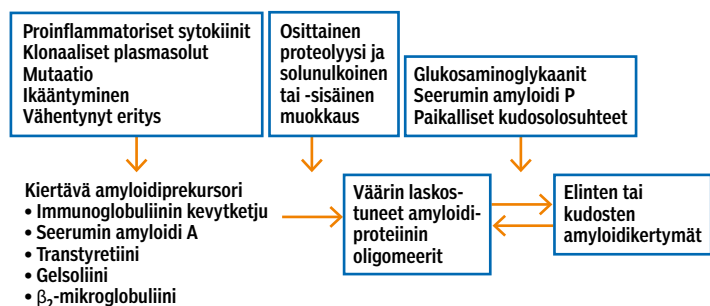 Proinflammatoriset sytokiinit
Klonaaliset plasmasolut
Mutaatio
Ikääntyminen
Vähentynyt eritys
Osittainen
proteolyysi ja
solunulkoinen
tai -sisäinen
muokkaus
Glukosaminoglykaanit
Seerumin amyloidi P
Paikalliset kudosolosuhteet
Kiertävä amyloidiprekursori
• Immunoglobuliinin kevytketju
• Seerumin amyloidi A
• Transtyretiini
• Gelsoliini
• β₂-mikroglobuliini
Väärin laskos-
tuneet amyloidi-
proteiinin
oligomeerit
Elinten tai
kudosten
amyloidikertymät